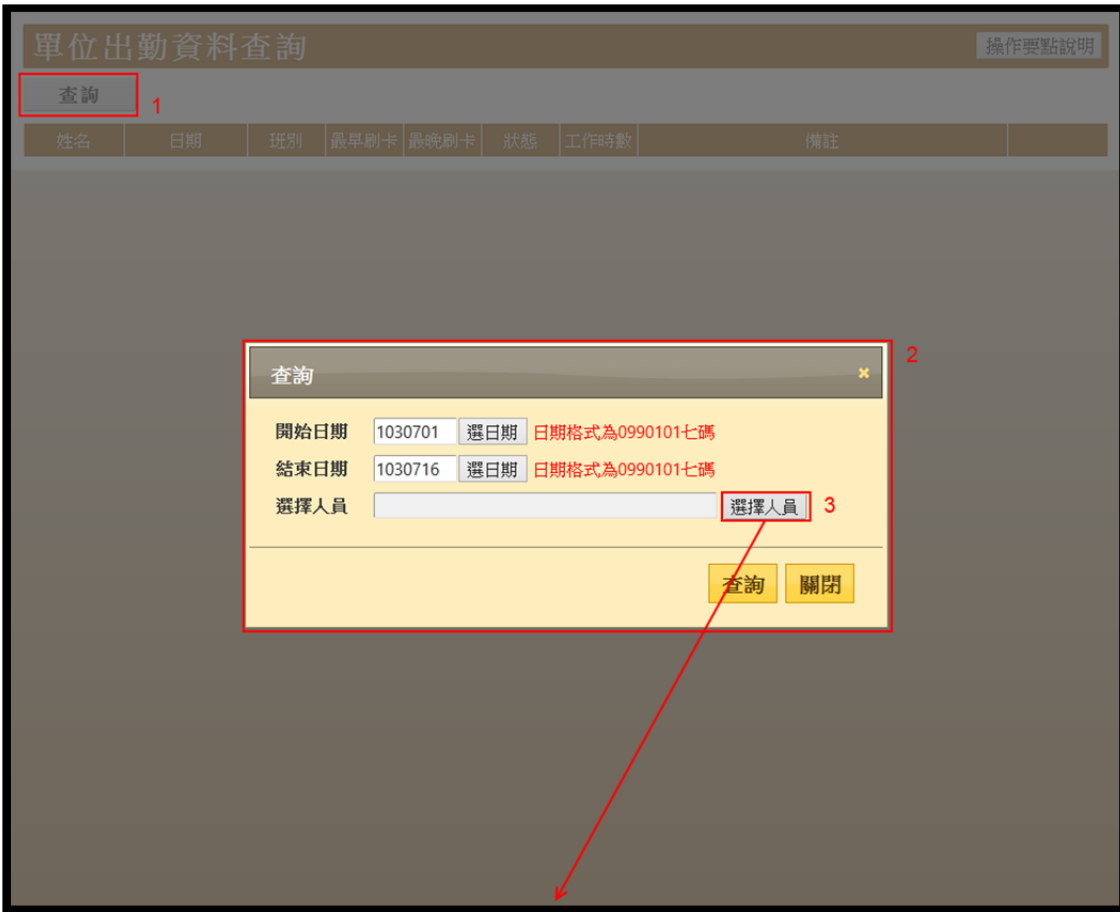 單位出勤資料查詢 操作要點說明
查詢 1
姓名 日期 班別 最早刷卡 最晚刷卡 狀態 工作時數 備註
2
查詢 ×
開始日期 1030701 選日期 日期格式為0990101七碼
結束日期 1030716 選日期 日期格式為0990101七碼
選擇人員 選擇人員 3
查詢 關閉